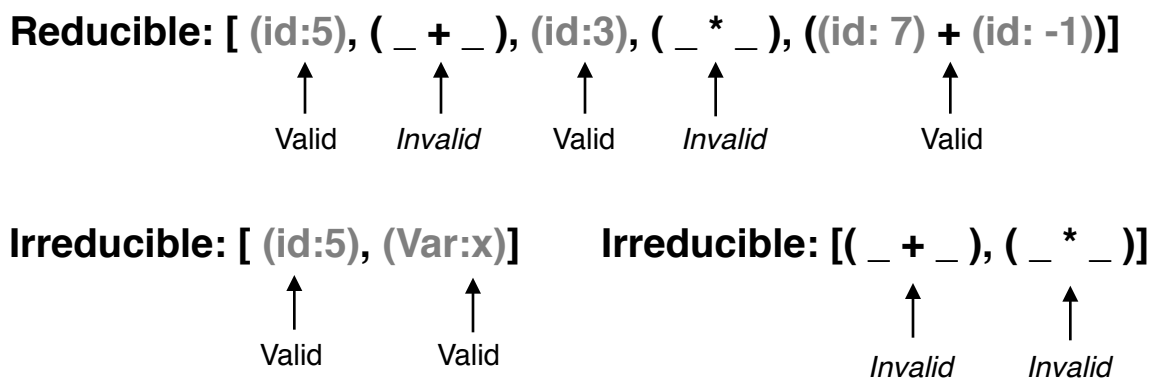 Reducible: [ (id:5), ( _ + _ ), (id:3), ( _ * _ ), ((id: 7) + (id: -1))]
Valid Invalid Valid Invalid Valid
Irreducible: [ (id:5), (Var:x)] Irreducible: [( _ + _ ), ( _ * _ )]
Valid Valid Invalid Invalid